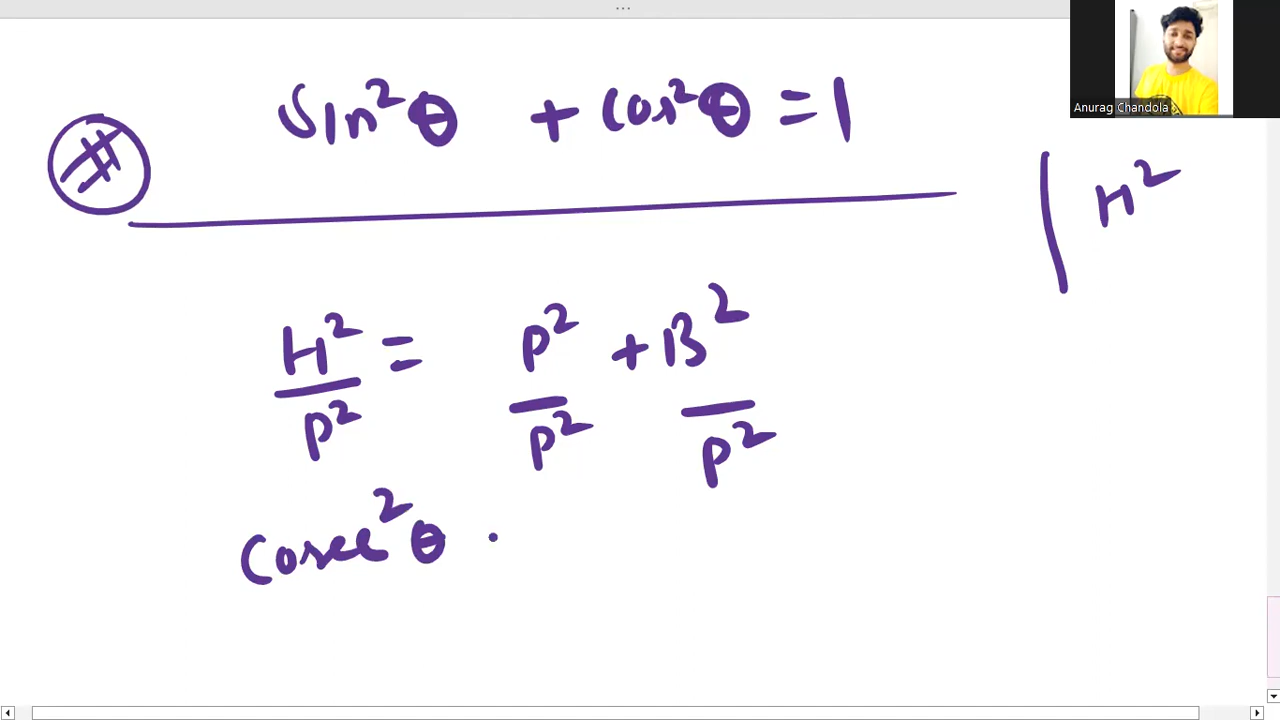 sin²θ + cos²θ = 1
#
Anurag Chandola
H²
H² = P² + B²
P² P² P²
Cosec²θ .